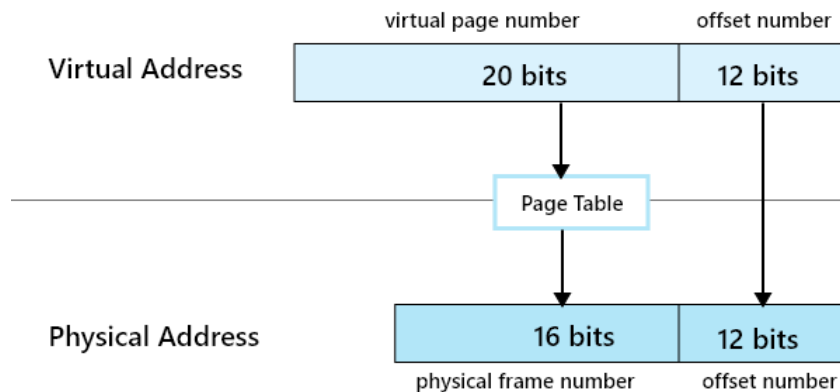 virtual page number
offset number
Virtual Address
20 bits
12 bits
Page Table
Physical Address
16 bits
12 bits
physical frame number
offset number